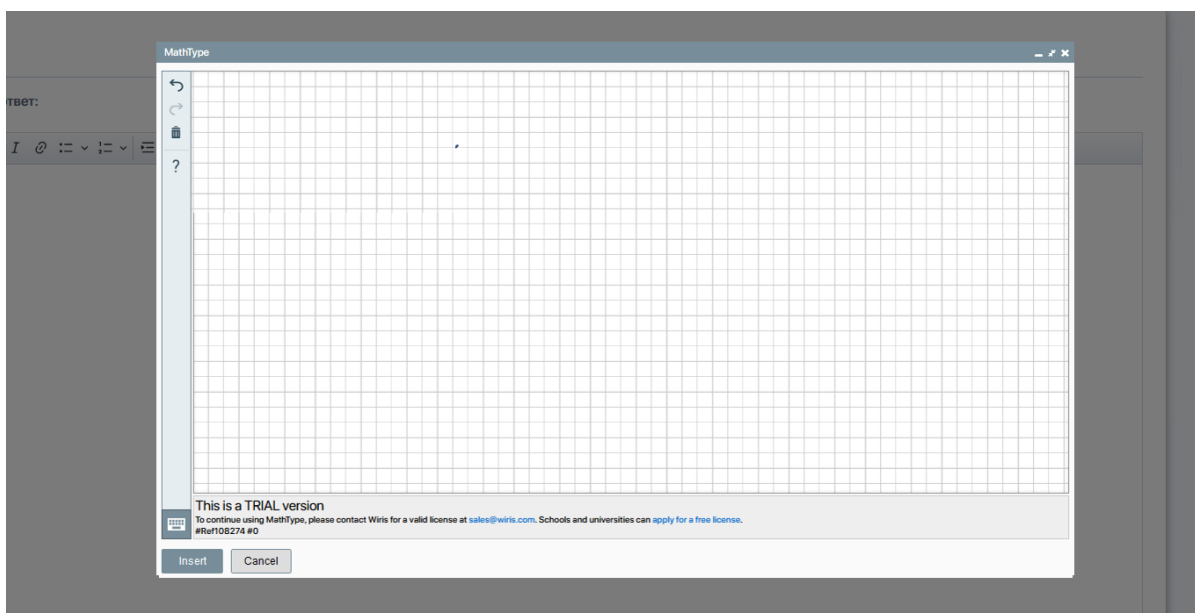 MathType
ответ:
I
?
This is a TRIAL version
To continue using MathType, please contact Wiris for a valid license at sales@wiris.com. Schools and universities can apply for a free license.
#Ref108274 #0
Insert
Cancel